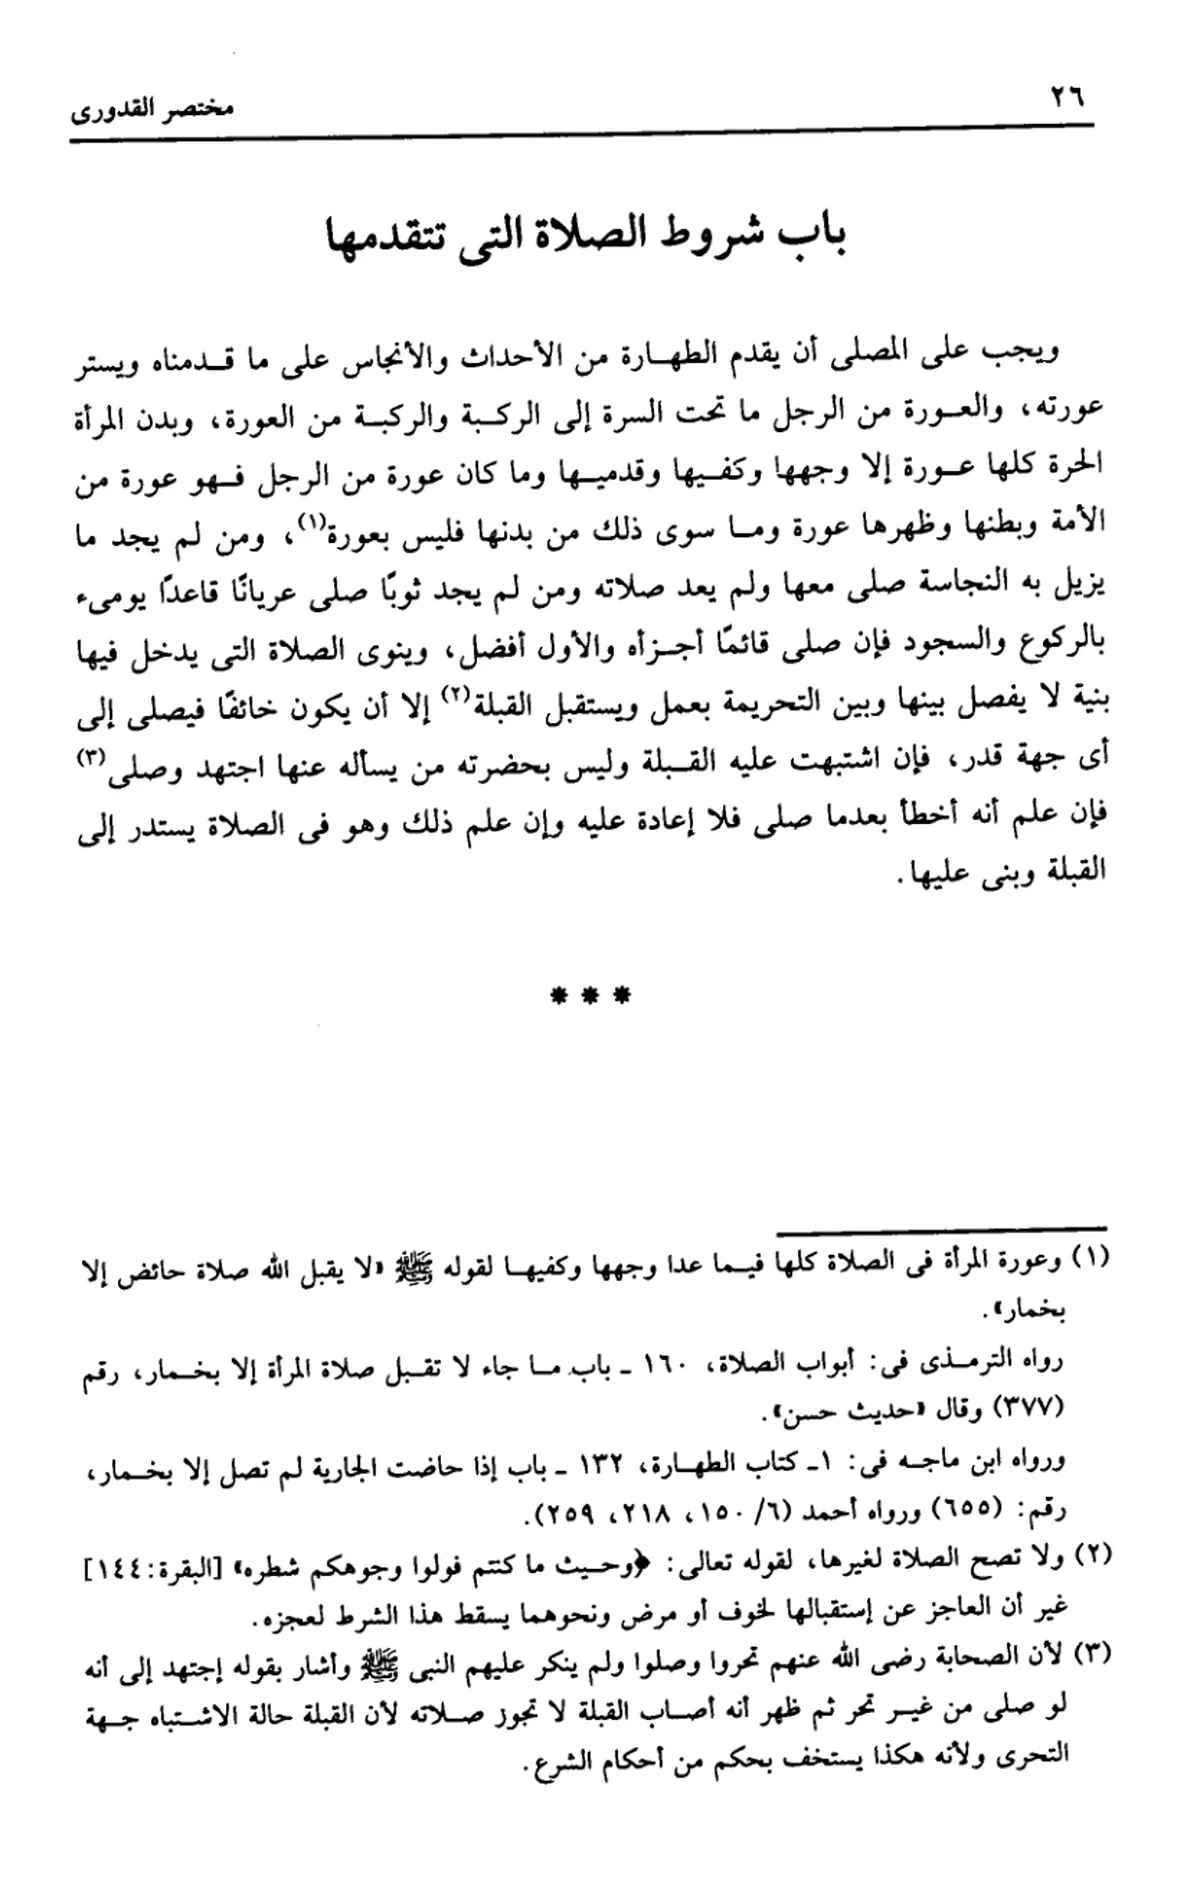 ٢٦
مختصر القدورى
باب شروط الصلاة التى تتقدمها
ويجب على المصلى أن يقدم الطهارة من الأحداث والأنجاس على ما قدمناه ويستر
عورته، والعورة من الرجل ما تحت السرة إلى الركبة والركبة من العورة، وبدن المرأة
الحرة كلها عورة إلا وجهها وكفيها وقدميها وما كان عورة من الرجل فهو عورة من
الأمة وبطنها وظهرها عورة وما سوى ذلك من بدنها فليس بعورة(١)، ومن لم يجد ما
يزيل به النجاسة صلى معها ولم يعد صلاته ومن لم يجد ثوبًا صلى عريانًا قاعدًا يومىء
بالركوع والسجود فإن صلى قائمًا أجزأه والأول أفضل، وينوى الصلاة التى يدخل فيها
بنية لا يفصل بينها وبين التحريمة بعمل ويستقبل القبلة(٢) إلا أن يكون خائفًا فيصلى إلى
أى جهة قدر، فإن اشتبهت عليه القبلة وليس بحضرته من يسأله عنها اجتهد وصلى(٣)
فإن علم أنه أخطأ بعدما صلى فلا إعادة عليه وإن علم ذلك وهو فى الصلاة يستدر إلى
القبلة وبنى عليها.
* * *
(١) وعورة المرأة فى الصلاة كلها فيما عدا وجهها وكفيها لقوله ﷺ «لا يقبل الله صلاة حائض إلا
بخمار».
رواه الترمذى فى: أبواب الصلاة، ١٦٠ ـ باب ما جاء لا تقبل صلاة المرأة إلا بخمار، رقم
(٣٧٧) وقال «حديث حسن».
ورواه ابن ماجه فى: ١ـ كتاب الطهارة، ١٣٢ ـ باب إذا حاضت الجارية لم تصل إلا بخمار،
رقم: (٦٥٥) ورواه أحمد (٦/ ١٥٠، ٢١٨، ٢٥٩).
(٢) ولا تصح الصلاة لغيرها، لقوله تعالى: ﴿وحيث ما كنتم فولوا وجوهكم شطره» [البقرة:١٤٤]
غير أن العاجز عن إستقبالها لخوف أو مرض ونحوهما يسقط هذا الشرط لعجزه.
(٣) لأن الصحابة رضى الله عنهم تحروا وصلوا ولم ينكر عليهم النبى ﷺ وأشار بقوله إجتهد إلى أنه
لو صلى من غير تحر ثم ظهر أنه أصاب القبلة لا تجوز صلاته لأن القبلة حالة الاشتباه جهة
التحرى ولأنه هكذا يستخف بحكم من أحكام الشرع.